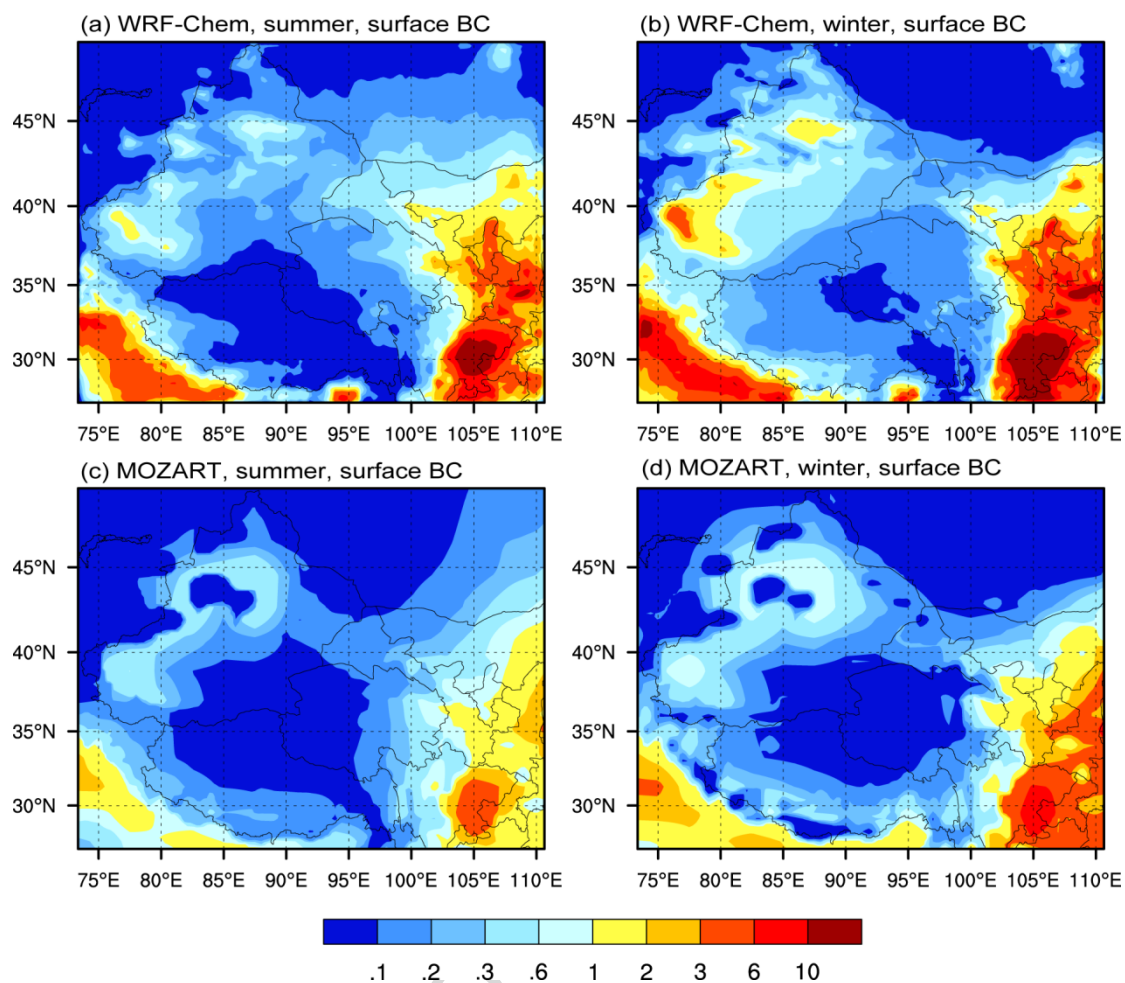 (a) WRF-Chem, summer, surface BC
(b) WRF-Chem, winter, surface BC
45°N
40°N
35°N
30°N
75°E 80°E 85°E 90°E 95°E 100°E 105°E 110°E
45°N
40°N
35°N
30°N
75°E 80°E 85°E 90°E 95°E 100°E 105°E 110°E
(c) MOZART, summer, surface BC
(d) MOZART, winter, surface BC
45°N
40°N
35°N
30°N
75°E 80°E 85°E 90°E 95°E 100°E 105°E 110°E
45°N
40°N
35°N
30°N
75°E 80°E 85°E 90°E 95°E 100°E 105°E 110°E
.1 .2 .3 .6 1 2 3 6 10